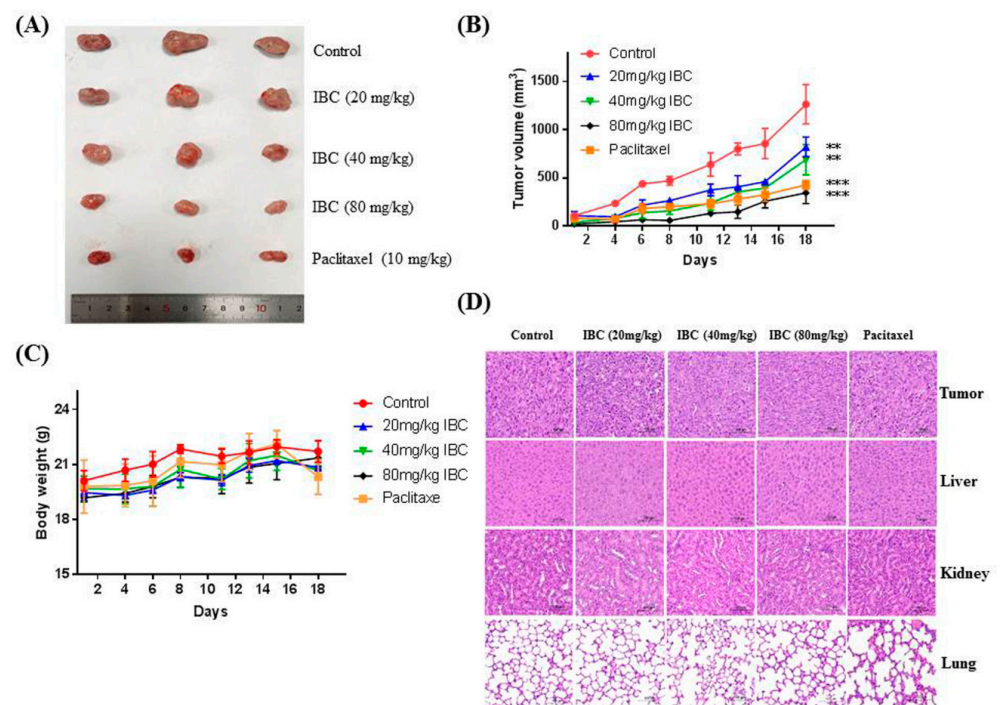 (A)
Control
IBC (20 mg/kg)
IBC (40 mg/kg)
IBC (80 mg/kg)
Paclitaxel (10 mg/kg)
1 2 3 4 5 6 7 8 9 10 1 2
(B)
Tumor volume (mm³)
1500
1000
500
0
2 4 6 8 10 12 14 16 18
Days
Control
20mg/kg IBC
40mg/kg IBC
80mg/kg IBC
Paclitaxel
**
**
***
***
(C)
Body weight (g)
24
21
19
15
2 4 6 8 10 12 14 16 18
Days
Control
20mg/kg IBC
40mg/kg IBC
80mg/kg IBC
Paclitaxe
(D)
Control IBC (20mg/kg) IBC (40mg/kg) IBC (80mg/kg) Pacitaxel
Tumor
Liver
Kidney
Lung